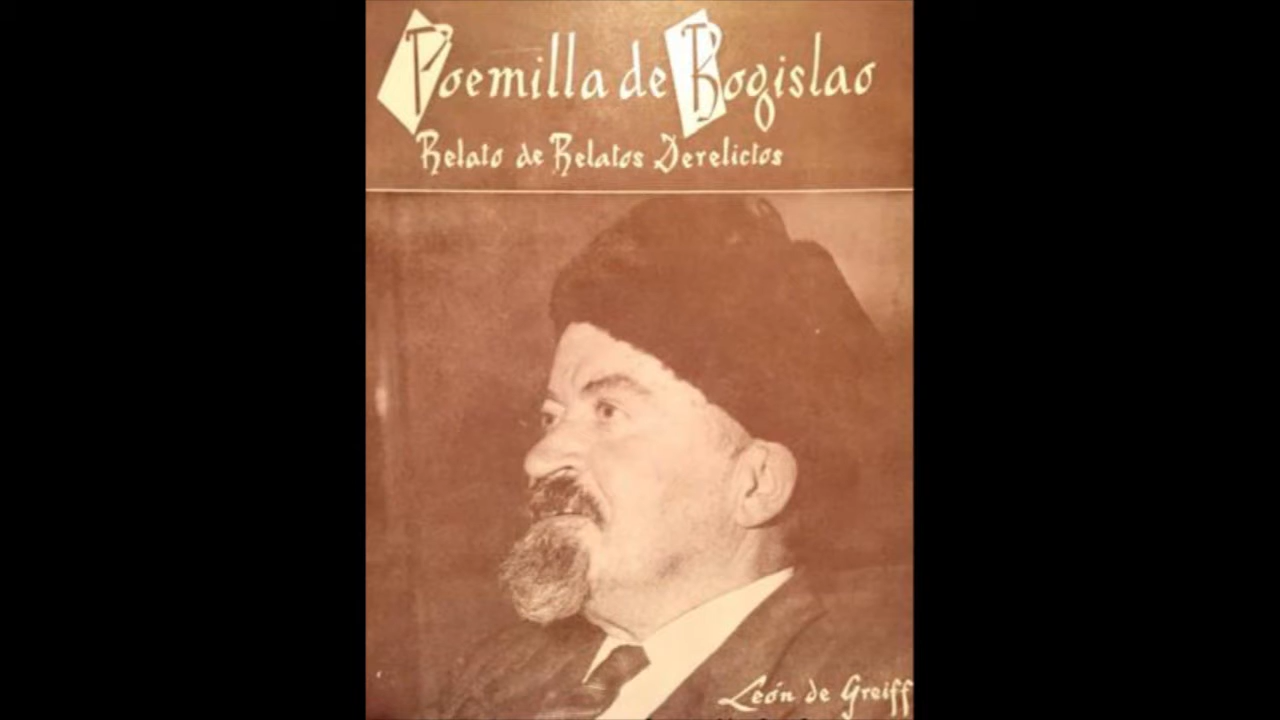 Poemilla de Bogislao
Relato de Relatos Derelictos
León de Greiff